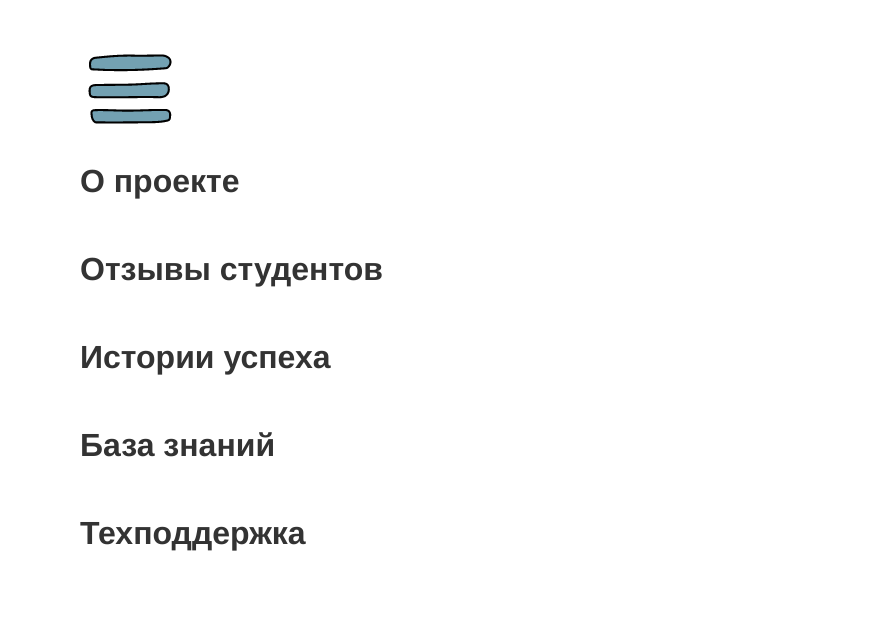 О проекте
Отзывы студентов
Истории успеха
База знаний
Техподдержка